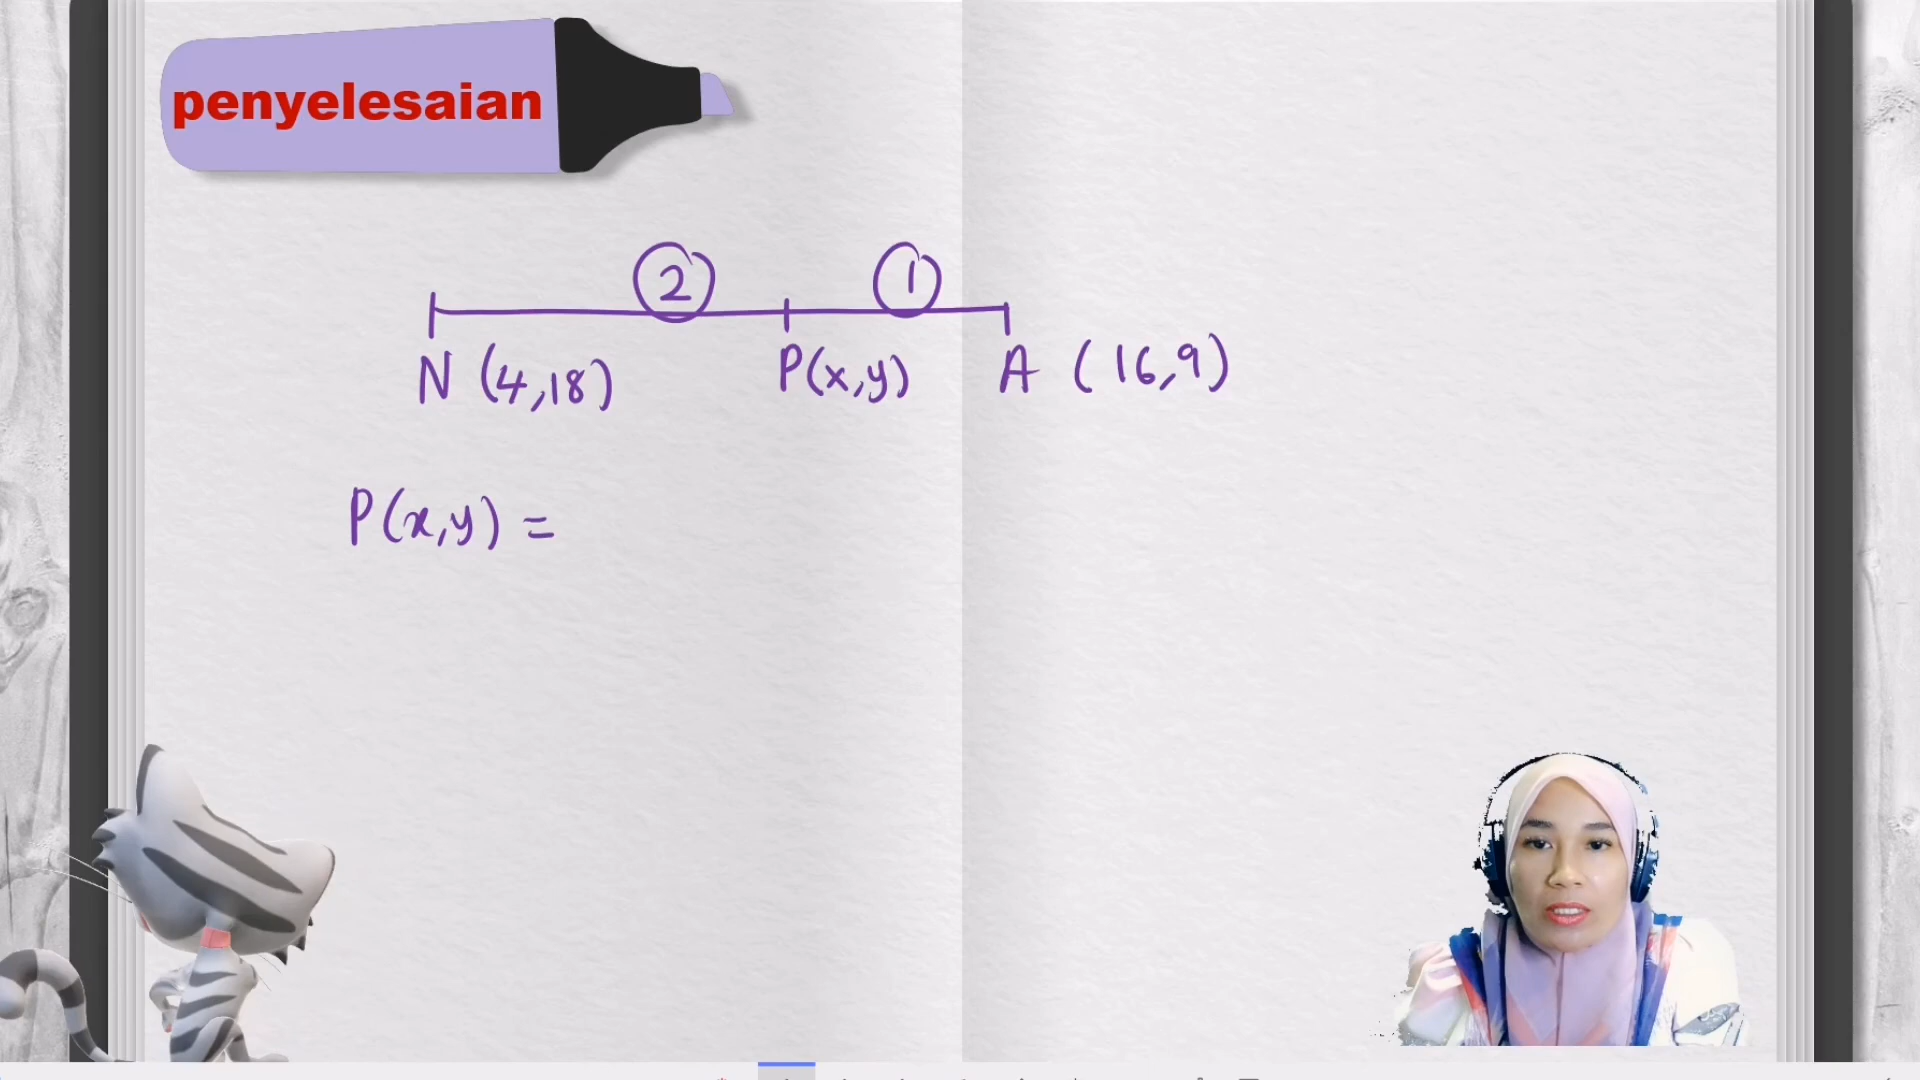 penyelesaian
2 1
N (4,18) P(x,y) A (16,9)
P(x,y) =